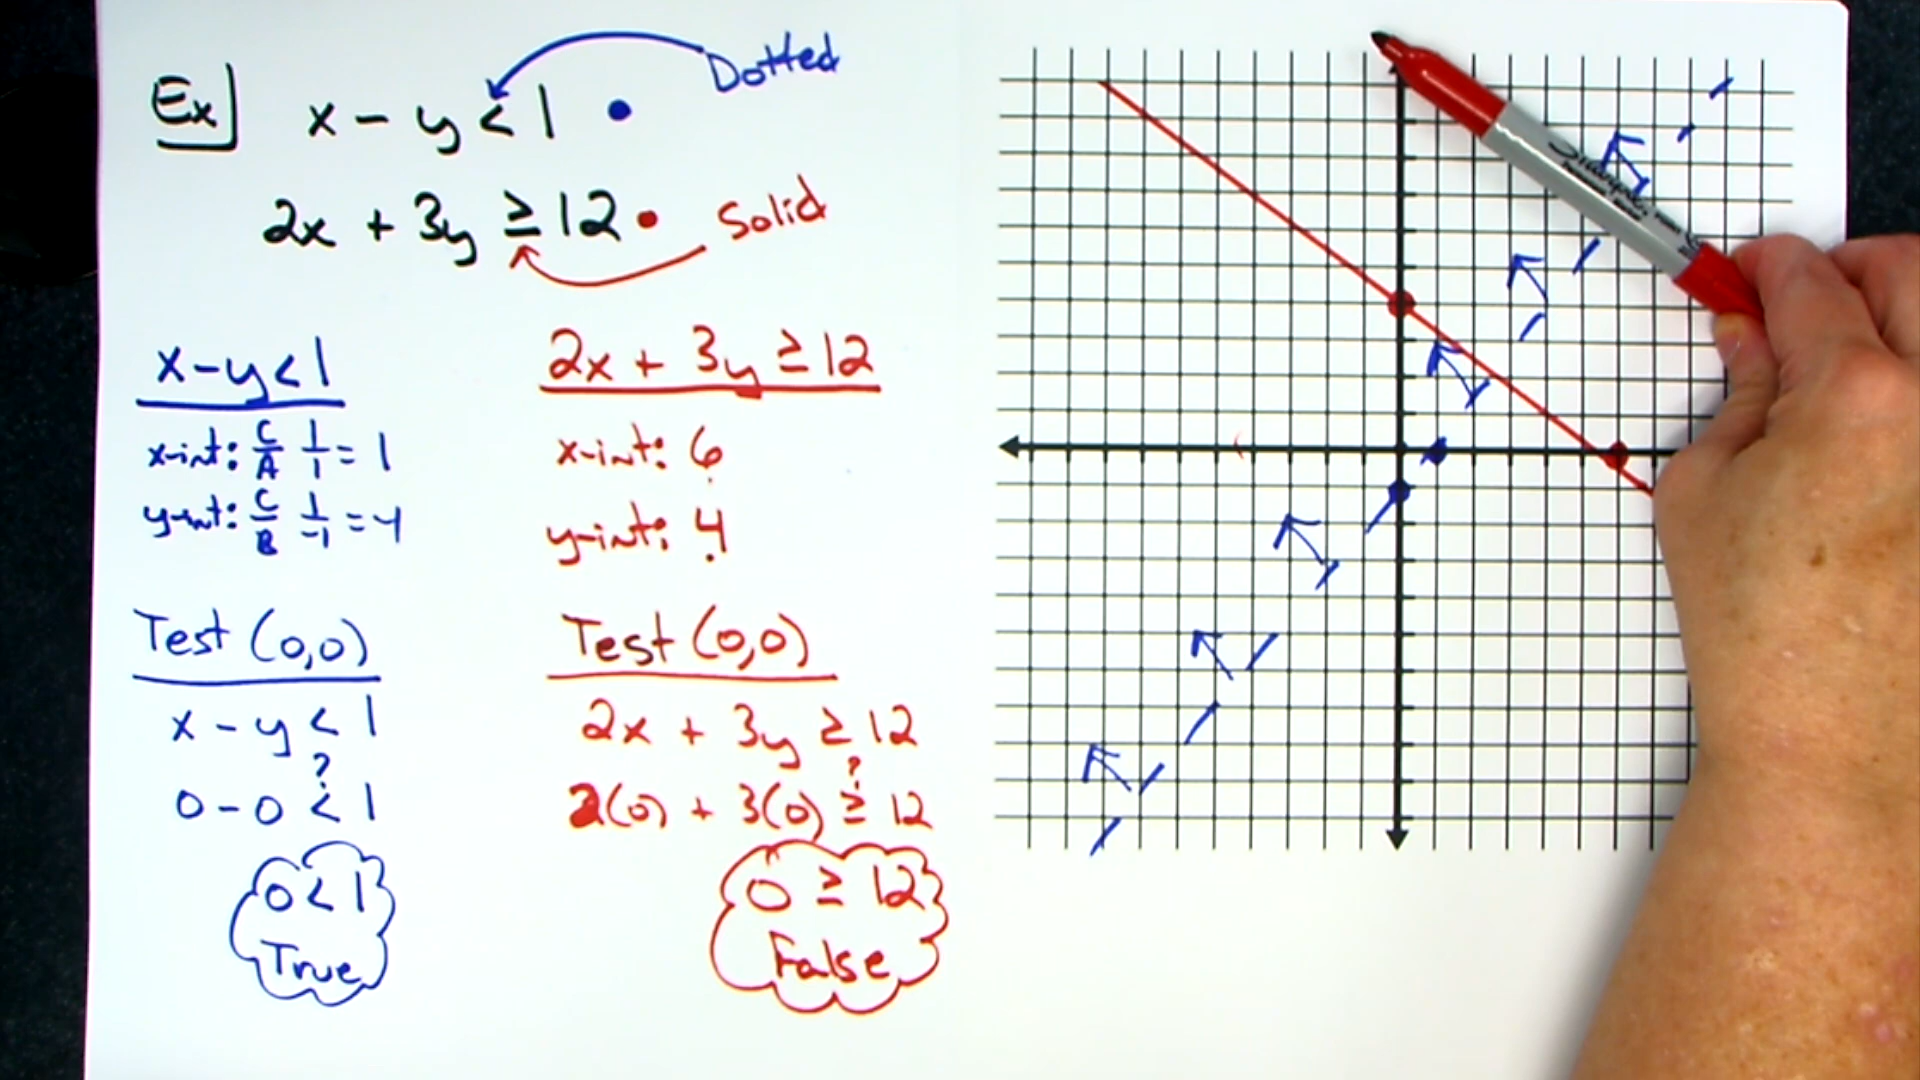 Ex
x - y < 1
Dotted
2x + 3y ≥ 12
Solid
x-y<1
x-int: C/A 1/1 = 1
y-int: C/B 1/-1 = -1
Test (0,0)
x - y < 1
?
0 - 0 < 1
0 < 1
True
2x + 3y ≥ 12
x-int: 6
y-int: 4
Test (0,0)
2x + 3y ≥ 12
?
2(0) + 3(0) ≥ 12
0 ≥ 12
False
Sharpie